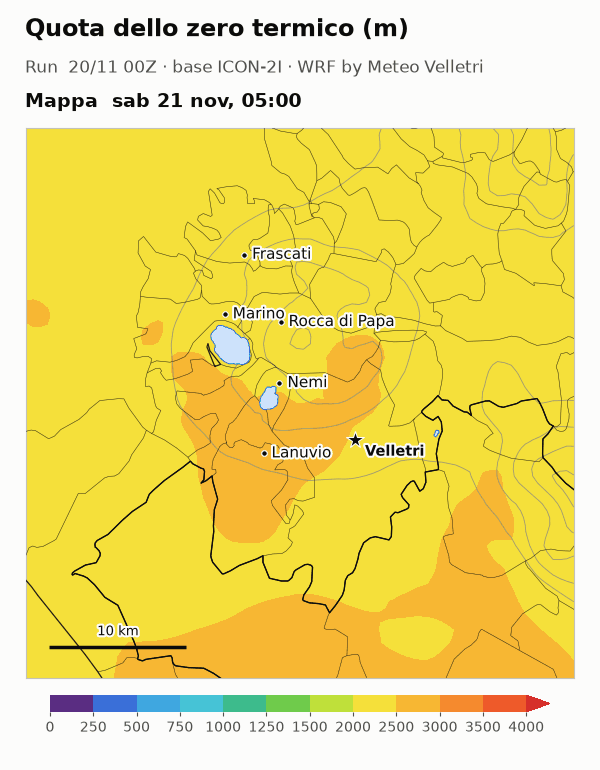 Quota dello zero termico (m)
Run  20/11 00Z · base ICON-2I · WRF by Meteo Velletri
Mappa  sab 21 nov, 05:00
Frascati
Marino
Rocca di Papa
Nemi
Velletri
Lanuvio
10 km
0 250 500 750 1000 1250 1500 2000 2500 3000 3500 4000